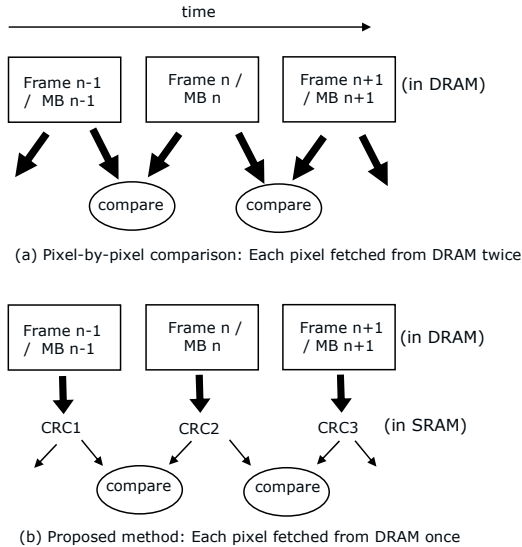 time
Frame n-1
/ MB n-1
Frame n /
MB n
Frame n+1
/ MB n+1
(in DRAM)
compare
compare
(a) Pixel-by-pixel comparison: Each pixel fetched from DRAM twice
Frame n-1
/ MB n-1
Frame n /
MB n
Frame n+1
/ MB n+1
(in DRAM)
CRC1
CRC2
CRC3
(in SRAM)
compare
compare
(b) Proposed method: Each pixel fetched from DRAM once